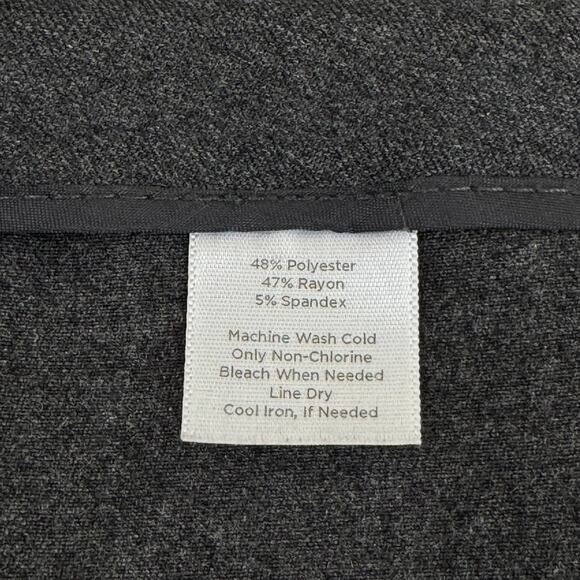 48% Polyester
47% Rayon
5% Spandex
Machine Wash Cold
Only Non-Chlorine
Bleach When Needed
Line Dry
Cool Iron, If Needed